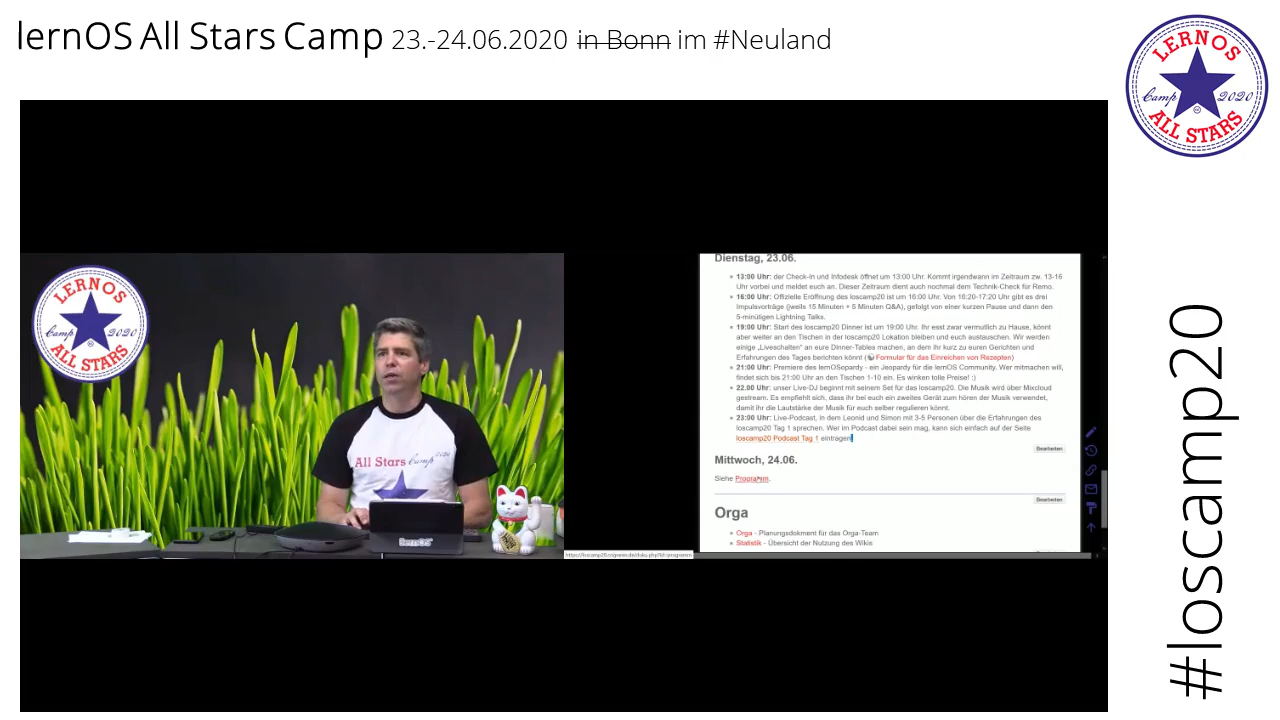 lernOS All Stars Camp 23.-24.06.2020 in Bonn im #Neuland
LERNOS
Camp 2020
ALL STARS
#loscamp20
LERNOS
Camp 2020
ALL STARS
All Stars Camp 2020
lernOS
Dienstag, 23.06.
13:00 Uhr: der Check-In und Infodesk öffnet um 13:00 Uhr. Kommt irgendwann im Zeitraum zw. 13-16
Uhr vorbei und meldet euch an. Dieser Zeitraum dient auch nochmal dem Technik-Check für Remo.
16:00 Uhr: Offizielle Eröffnung des loscamp20 ist um 16:00 Uhr. Von 16:20-17:20 Uhr gibt es drei
Impulsvorträge (jweils 15 Minuten + 5 Minuten Q&A), gefolgt von einer kurzen Pause und dann den
5-minütigen Lightning Talks.
19:00 Uhr: Start des loscamp20 Dinner ist um 19:00 Uhr. Ihr esst zwar vermutlich zu Hause, könnt
aber weiter an den Tischen in der loscamp20 Lokation bleiben und euch austauschen. Wir werden
einige „Liveschalten" an eure Dinner-Tables machen, an dem ihr kurz zu euren Gerichten und
Erfahrungen des Tages berichten könnt (Formular für das Einreichen von Rezepten)
21:00 Uhr: Premiere des lernOSopardy - ein Jeopardy für die lernOS Community. Wer mitmachen will,
findet sich bis 21:00 Uhr an den Tischen 1-10 ein. Es winken tolle Preise! :)
22.00 Uhr: unser Live-DJ beginnt mit seinem Set für das loscamp20. Die Musik wird über Mixcloud
gestream. Es empfiehlt sich, dass ihr bei euch ein zweites Gerät zum hören der Musik verwendet,
damit ihr die Lautstärke der Musik für euch selber regulieren könnt.
23:00 Uhr: Live-Podcast, in dem Leonid und Simon mit 3-5 Personen über die Erfahrungen des
loscamp20 Tag 1 sprechen. Wer im Podcast dabei sein mag, kann sich einfach auf der Seite
loscamp20 Podcast Tag 1 eintragen
Bearbeiten
Mittwoch, 24.06.
Siehe Programm.
Bearbeiten
Orga
Orga - Planungsdokment für das Orga-Team
Statistik - Übersicht der Nutzung des Wikis